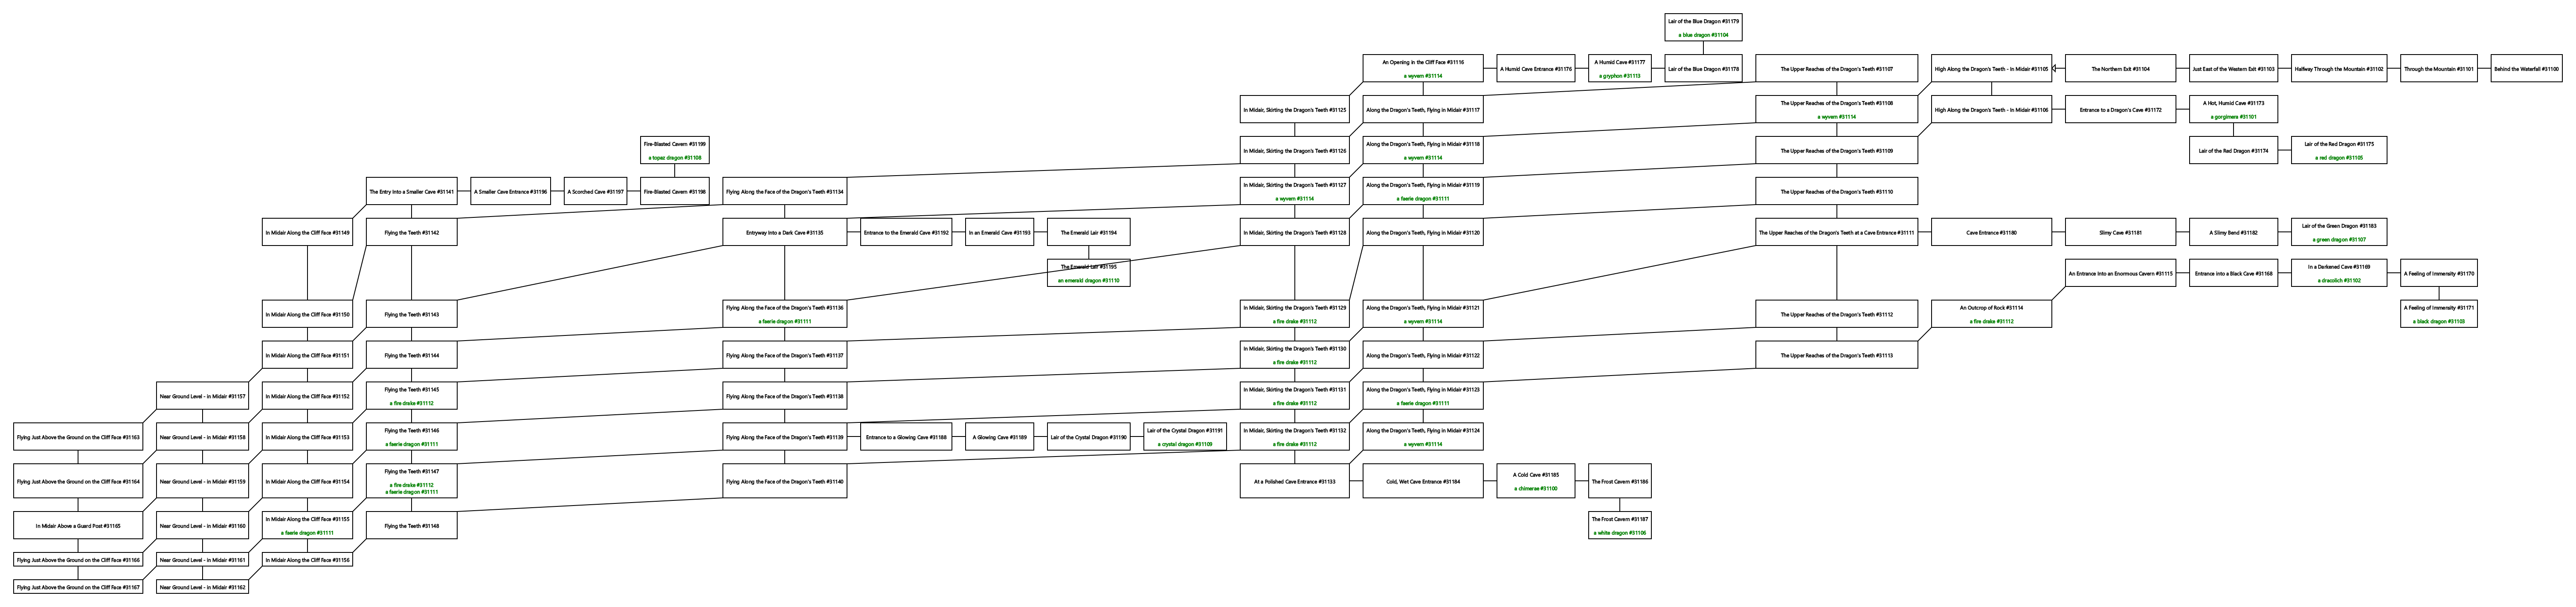 Lair of the Blue Dragon #31179
a blue dragon #31104
An Opening in the Cliff Face #31116
a wyvern #31114
A Humid Cave Entrance #31176
A Humid Cave #31177
a gryphon #31113
Lair of the Blue Dragon #31178
The Upper Reaches of the Dragon's Teeth #31107
High Along the Dragon's Teeth - In Midair #31105
The Northern Exit #31104
Just East of the Western Exit #31103
Halfway Through the Mountain #31102
Through the Mountain #31101
Behind the Waterfall #31100
In Midair, Skirting the Dragon's Teeth #31125
Along the Dragon's Teeth, Flying in Midair #31117
The Upper Reaches of the Dragon's Teeth #31108
a wyvern #31114
High Along the Dragon's Teeth - In Midair #31106
Entrance to a Dragon's Cave #31172
A Hot, Humid Cave #31173
a gorgimera #31101
Fire-Blasted Cavern #31199
a topaz dragon #31108
In Midair, Skirting the Dragon's Teeth #31126
Along the Dragon's Teeth, Flying in Midair #31118
a wyvern #31114
The Upper Reaches of the Dragon's Teeth #31109
Lair of the Red Dragon #31174
Lair of the Red Dragon #31175
a red dragon #31105
The Entry Into a Smaller Cave #31141
A Smaller Cave Entrance #31196
A Scorched Cave #31197
Fire-Blasted Cavern #31198
Flying Along the Face of the Dragon's Teeth #31134
In Midair, Skirting the Dragon's Teeth #31127
a wyvern #31114
Along the Dragon's Teeth, Flying in Midair #31119
a faerie dragon #31111
The Upper Reaches of the Dragon's Teeth #31110
In Midair Along the Cliff Face #31149
Flying the Teeth #31142
Entryway Into a Dark Cave #31135
Entrance to the Emerald Cave #31192
In an Emerald Cave #31193
The Emerald Lair #31194
In Midair, Skirting the Dragon's Teeth #31128
Along the Dragon's Teeth, Flying in Midair #31120
The Upper Reaches of the Dragon's Teeth at a Cave Entrance #31111
Cave Entrance #31180
Slimy Cave #31181
A Slimy Bend #31182
Lair of the Green Dragon #31183
a green dragon #31107
The Emerald Lair #31195
an emerald dragon #31110
An Entrance Into an Enormous Cavern #31115
Entrance into a Black Cave #31168
In a Darkened Cave #31169
a dracolich #31102
A Feeling of Immensity #31170
In Midair Along the Cliff Face #31150
Flying the Teeth #31143
Flying Along the Face of the Dragon's Teeth #31136
a faerie dragon #31111
In Midair, Skirting the Dragon's Teeth #31129
a fire drake #31112
Along the Dragon's Teeth, Flying in Midair #31121
a wyvern #31114
The Upper Reaches of the Dragon's Teeth #31112
An Outcrop of Rock #31114
a fire drake #31112
A Feeling of Immensity #31171
a black dragon #31103
In Midair Along the Cliff Face #31151
Flying the Teeth #31144
Flying Along the Face of the Dragon's Teeth #31137
In Midair, Skirting the Dragon's Teeth #31130
a fire drake #31112
Along the Dragon's Teeth, Flying in Midair #31122
The Upper Reaches of the Dragon's Teeth #31113
Near Ground Level - in Midair #31157
In Midair Along the Cliff Face #31152
Flying the Teeth #31145
a fire drake #31112
Flying Along the Face of the Dragon's Teeth #31138
In Midair, Skirting the Dragon's Teeth #31131
a fire drake #31112
Along the Dragon's Teeth, Flying in Midair #31123
a faerie dragon #31111
Flying Just Above the Ground on the Cliff Face #31163
Near Ground Level - in Midair #31158
In Midair Along the Cliff Face #31153
Flying the Teeth #31146
a faerie dragon #31111
Flying Along the Face of the Dragon's Teeth #31139
Entrance to a Glowing Cave #31188
A Glowing Cave #31189
Lair of the Crystal Dragon #31190
Lair of the Crystal Dragon #31191
a crystal dragon #31109
In Midair, Skirting the Dragon's Teeth #31132
a fire drake #31112
Along the Dragon's Teeth, Flying in Midair #31124
a wyvern #31114
Flying Just Above the Ground on the Cliff Face #31164
Near Ground Level - in Midair #31159
In Midair Along the Cliff Face #31154
Flying the Teeth #31147
a fire drake #31112
a faerie dragon #31111
Flying Along the Face of the Dragon's Teeth #31140
At a Polished Cave Entrance #31133
Cold, Wet Cave Entrance #31184
A Cold Cave #31185
a chimerae #31100
The Frost Cavern #31186
In Midair Above a Guard Post #31165
Near Ground Level - in Midair #31160
In Midair Along the Cliff Face #31155
a faerie dragon #31111
Flying the Teeth #31148
The Frost Cavern #31187
a white dragon #31106
Flying Just Above the Ground on the Cliff Face #31166
Near Ground Level - in Midair #31161
In Midair Along the Cliff Face #31156
Flying Just Above the Ground on the Cliff Face #31167
Near Ground Level - in Midair #31162